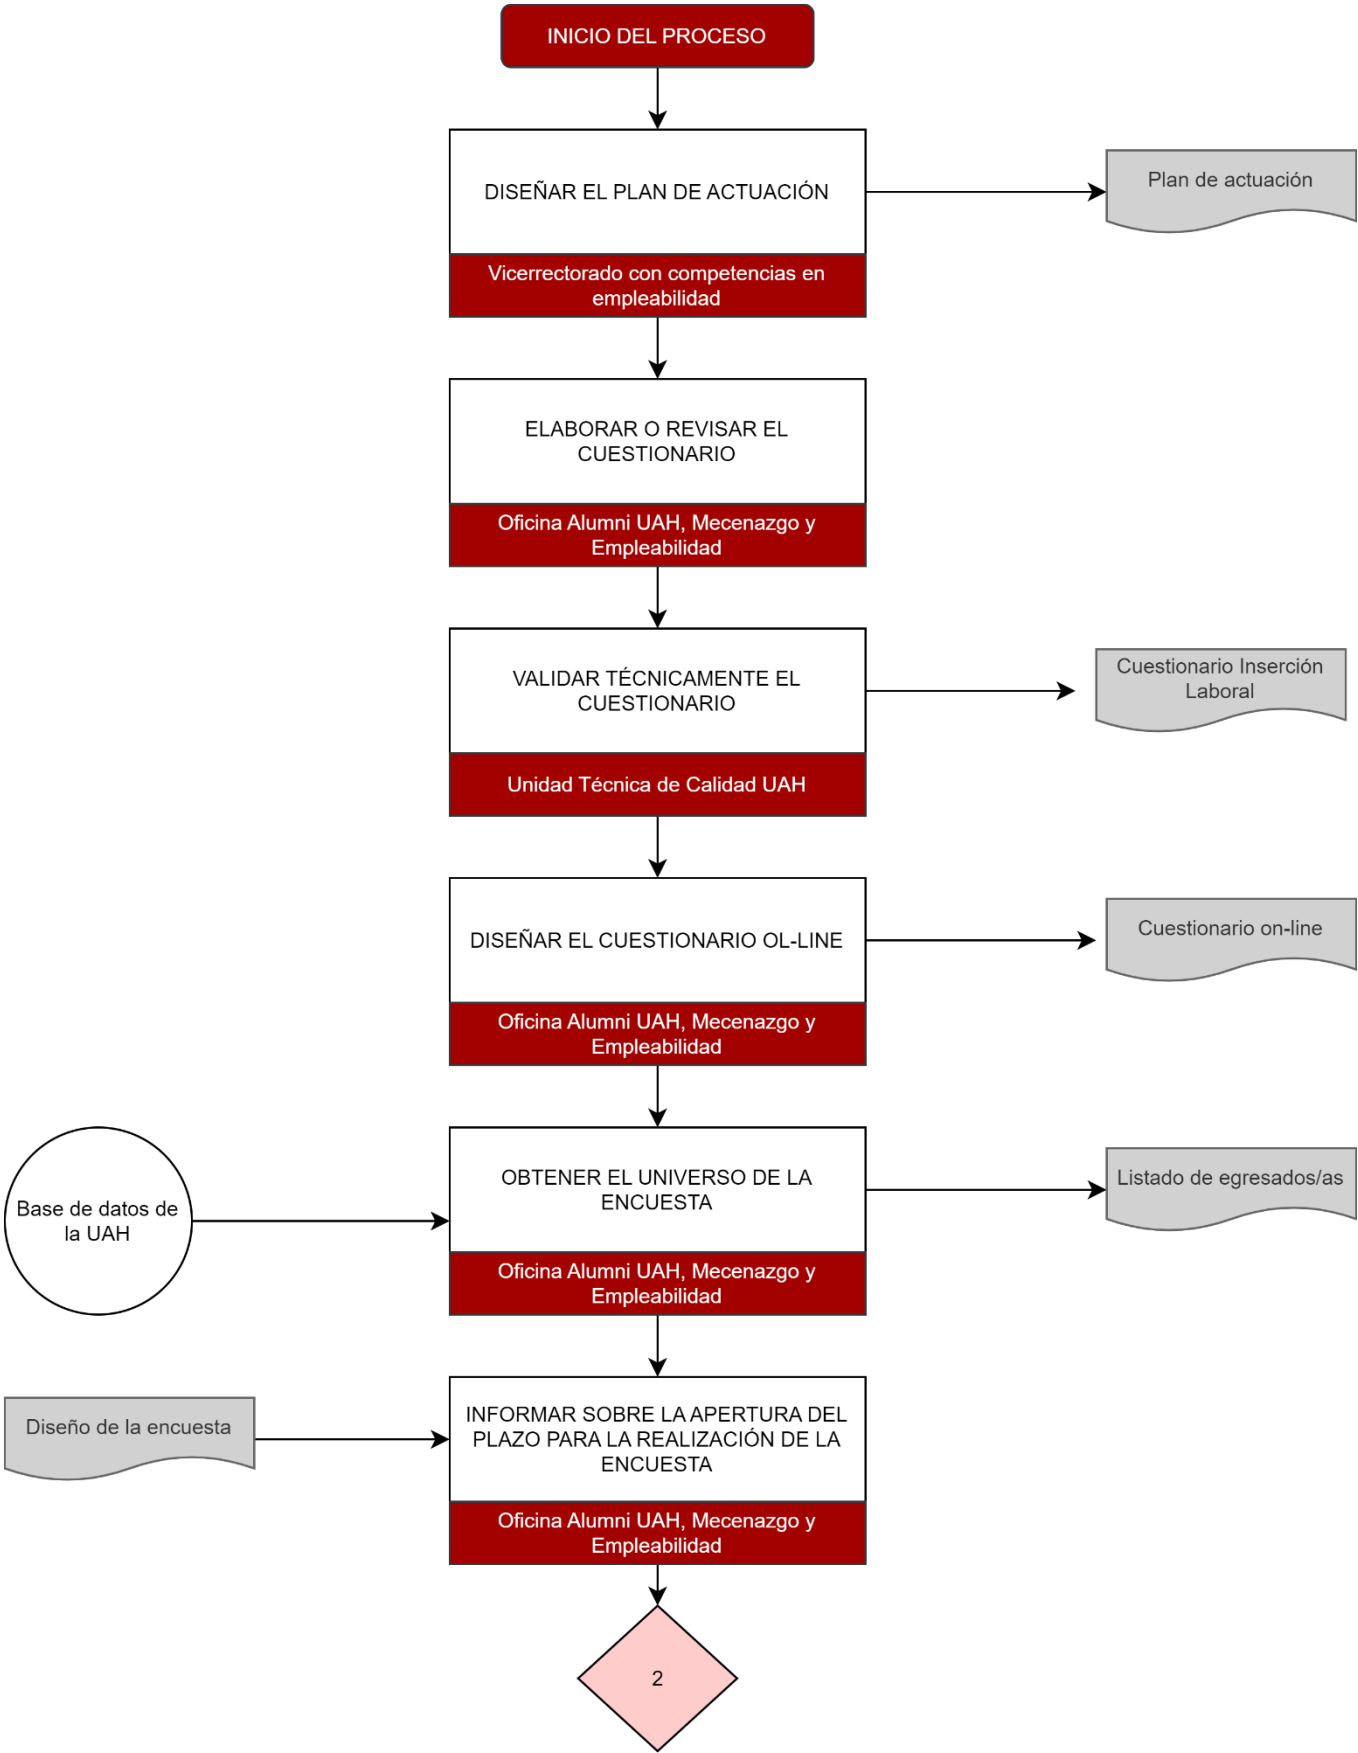 INICIO DEL PROCESO
DISEÑAR EL PLAN DE ACTUACIÓN
Plan de actuación
Vicerrectorado con competencias en
empleabilidad
ELABORAR O REVISAR EL
CUESTIONARIO
Oficina Alumni UAH, Mecenazgo y
Empleabilidad
VALIDAR TÉCNICAMENTE EL
CUESTIONARIO
Cuestionario Inserción
Laboral
Unidad Técnica de Calidad UAH
DISEÑAR EL CUESTIONARIO OL-LINE
Cuestionario on-line
Oficina Alumni UAH, Mecenazgo y
Empleabilidad
Base de datos de
la UAH
OBTENER EL UNIVERSO DE LA
ENCUESTA
Listado de egresados/as
Oficina Alumni UAH, Mecenazgo y
Empleabilidad
Diseño de la encuesta
INFORMAR SOBRE LA APERTURA DEL
PLAZO PARA LA REALIZACIÓN DE LA
ENCUESTA
Oficina Alumni UAH, Mecenazgo y
Empleabilidad
2